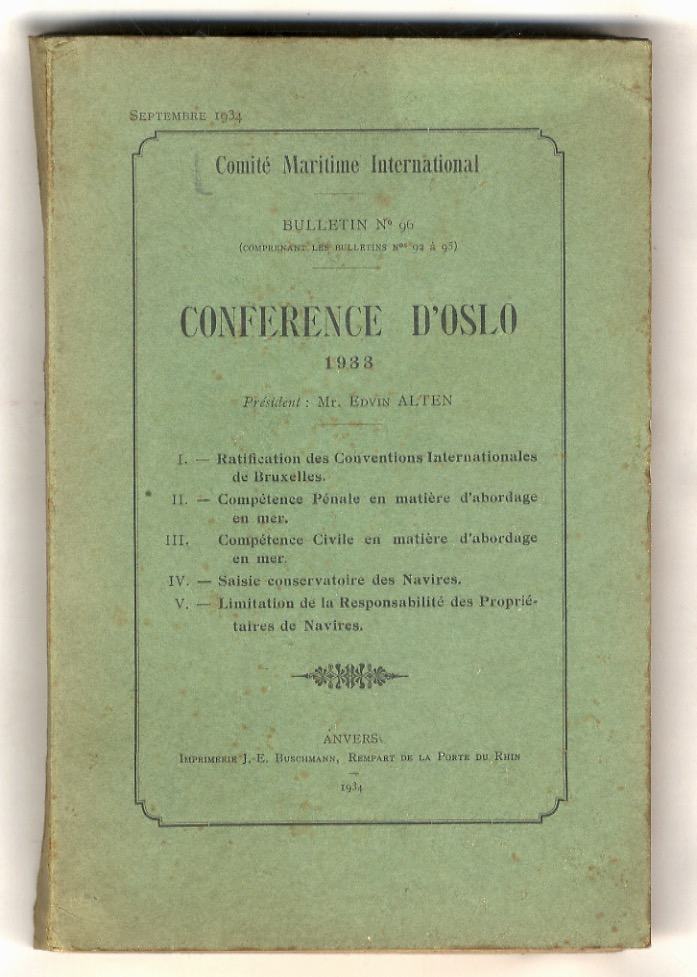 Septembre 1934
Comité Maritime International
BULLETIN Nº 96
(COMPRENANT LES BULLETINS Nos 92 à 95)
CONFERENCE D'OSLO
1933
Président : Mr. Edvin ALTEN
I. — Ratification des Conventions Internationales
de Bruxelles.
II. — Compétence Pénale en matière d'abordage
en mer.
III. Compétence Civile en matière d'abordage
en mer.
IV. — Saisie conservatoire des Navires.
V. — Limitation de la Responsabilité des Proprié-
taires de Navires.
ANVERS
Imprimerie J.-E. Buschmann, Rempart de la Porte du Rhin
1934